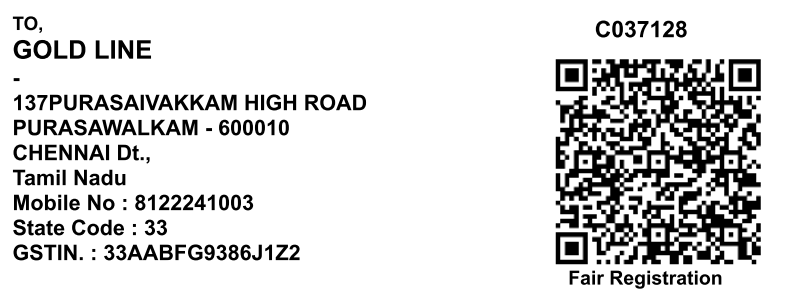 TO,
GOLD LINE
-
137PURASAIVAKKAM HIGH ROAD
PURASAWALKAM - 600010
CHENNAI Dt.,
Tamil Nadu
Mobile No : 8122241003
State Code : 33
GSTIN. : 33AABFG9386J1Z2
C037128
Fair Registration